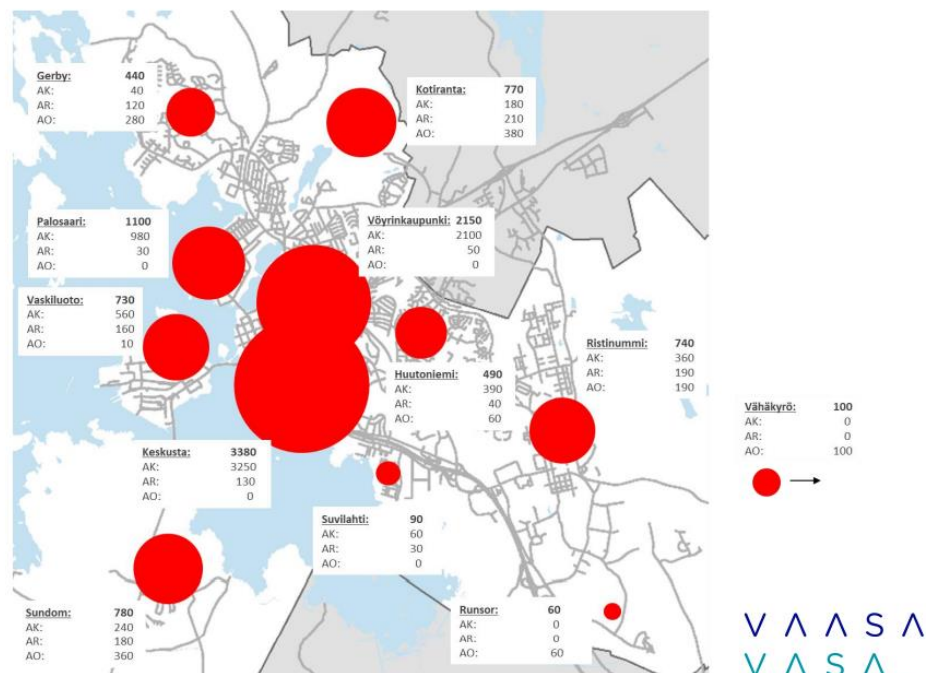 Gerby: 440
AK: 40
AR: 120
AO: 280
Kotiranta: 770
AK: 180
AR: 210
AO: 380
Palosaari: 1100
AK: 980
AR: 30
AO: 0
Vöyrinkaupunki: 2150
AK: 2100
AR: 50
AO: 0
Vaskiluoto: 730
AK: 560
AR: 160
AO: 10
Huutoniemi: 490
AK: 390
AR: 40
AO: 60
Ristinummi: 740
AK: 360
AR: 190
AO: 190
Vähäkyrö: 100
AK: 0
AR: 0
AO: 100
Keskusta: 3380
AK: 3250
AR: 130
AO: 0
Suvilahti: 90
AK: 60
AR: 30
AO: 0
Sundom: 780
AK: 240
AR: 180
AO: 360
Runsor: 60
AK: 0
AR: 0
AO: 60
VAASA
VASA